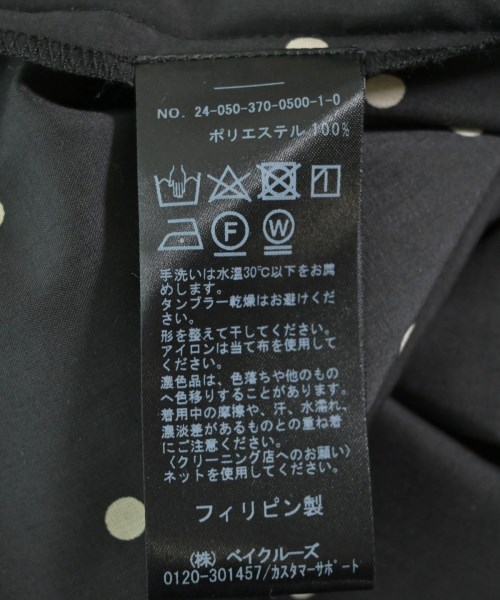 NO. 24-050-370-0500-1-0
ポリエステル 100%
F W
手洗いは水温30℃以下をお薦
めします。
タンブラー乾燥はお避けくださ
い。
形を整えて干してください。
アイロンは当て布を使用してく
ださい。
濃色品は、色落ちや他のもの
へ色移りすることがあります。
着用中の摩擦や、汗、水濡れ、
濃淡差があるものとの重ね着
にご注意ください。
〈クリーニング店へのお願い〉
ネットを使用してください。
フィリピン製
(株) ベイクルーズ
0120-301457/カスタマーサポート